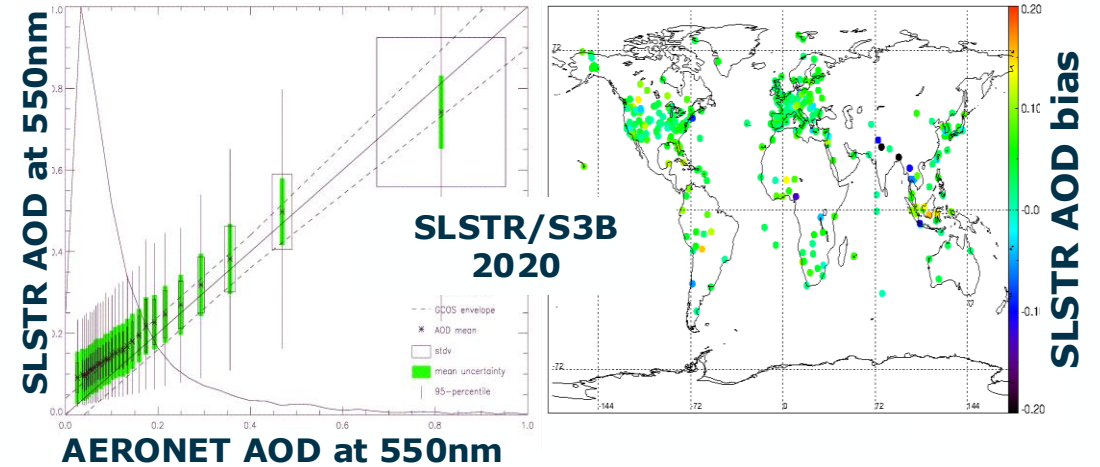 SLSTR AOD at 550nm
1.0
0.8
0.6
0.4
0.2
0.0
0.0 0.2 0.4 0.6 0.8 1.0
AERONET AOD at 550nm
GCOS envelope
AOD mean
stdv
mean uncertainty
95-percentile
SLSTR/S3B
2020
72
0
-72
-144 -72 0 72 144
0.20
0.10
-0.0
-0.10
-0.20
SLSTR AOD bias